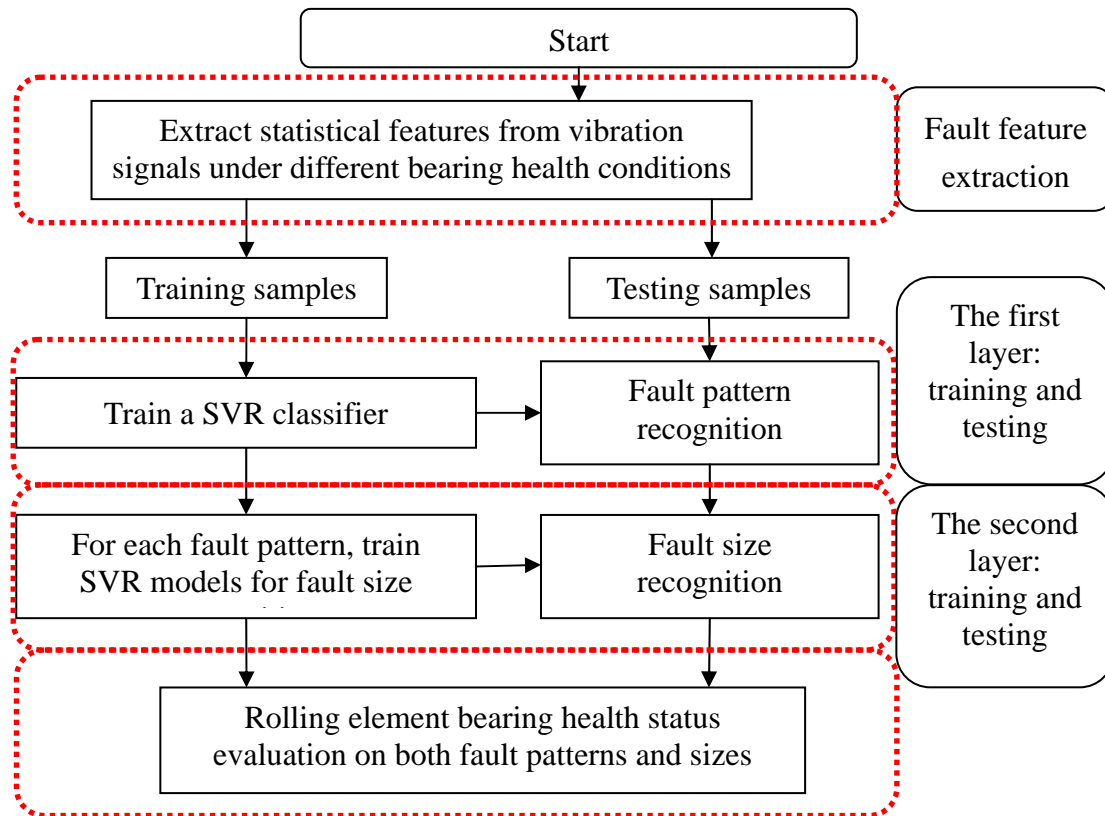 Start
Extract statistical features from vibration
signals under different bearing health conditions
Fault feature
extraction
Training samples
Testing samples
The first
layer:
training and
testing
Train a SVR classifier
Fault pattern
recognition
For each fault pattern, train
SVR models for fault size
Fault size
recognition
The second
layer:
training and
testing
Rolling element bearing health status
evaluation on both fault patterns and sizes